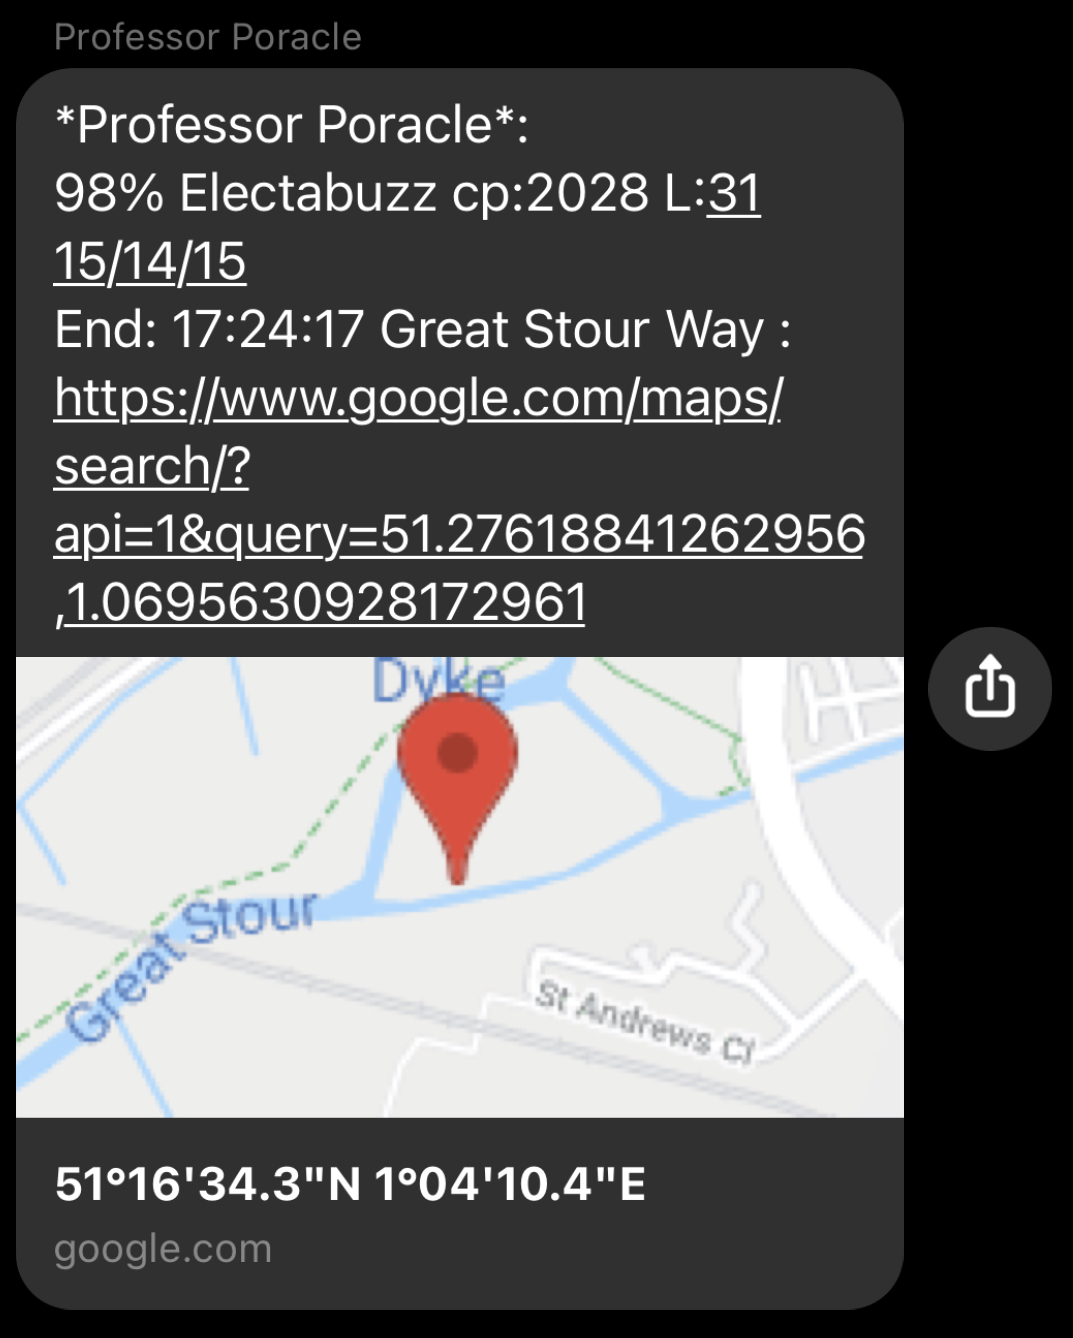 Professor Poracle
*Professor Poracle*:
98% Electabuzz cp:2028 L:31
15/14/15
End: 17:24:17 Great Stour Way :
https://www.google.com/maps/
search/?
api=1&query=51.27618841262956
,1.0695630928172961
Dyke
Great Stour
St Andrews Cl
51°16'34.3"N 1°04'10.4"E
google.com